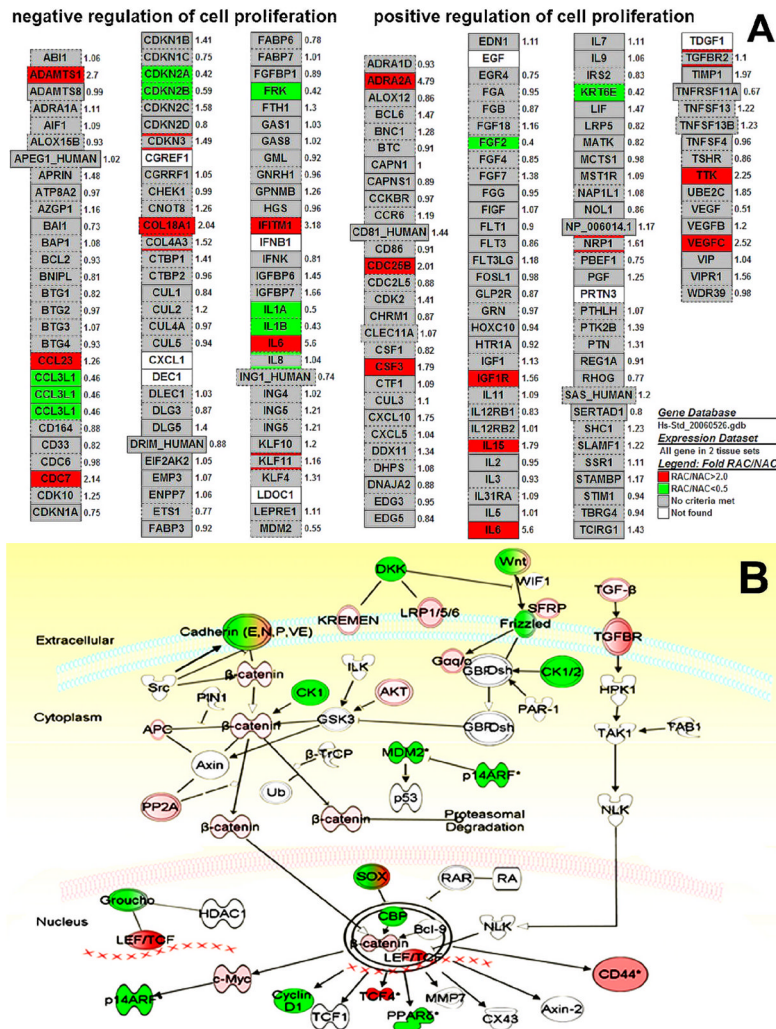 negative regulation of cell proliferation
positive regulation of cell proliferation
A
ABI1 1.06
ADAMTS1 2.7
ADAMTS8 0.99
ADRA1A 1.11
AIF1 1.09
ALOX15B 0.93
APEG1_HUMAN 1.02
APRIN 1.48
ATP8A2 0.97
AZGP1 1.16
BAI1 0.73
BAP1 1.08
BCL2 0.93
BNIPL 0.81
BTG1 0.82
BTG2 0.97
BTG3 1.07
BTG4 0.93
CCL23 1.26
CCL3L1 0.46
CCL3L1 0.46
CCL3L1 0.46
CD164 0.88
CD33 0.82
CDC6 0.98
CDC7 2.14
CDK10 1.25
CDKN1A 0.75
CDKN1B 1.41
CDKN1C 0.75
CDKN2A 0.42
CDKN2B 0.59
CDKN2C 1.58
CDKN2D 0.8
CDKN3 1.49
CGREF1
CGRRF1 0.75
CHEK1 0.99
CNOT8 1.26
COL18A1 2.04
COL4A3 1.52
CTBP1 1.41
CTBP2 0.96
CUL1 0.84
CUL2 1.2
CUL4A 0.97
CUL5 0.94
CXCL1
DEC1
DLEC1 1.03
DLG3 0.87
DLG5 1.4
DRIM_HUMAN 0.88
EIF2AK2 1.05
EMP3 1.07
ENPP7 1.06
ETS1 0.77
FABP3 0.92
FABP6 0.78
FABP7 1.01
FGFBP1 0.89
FRK 0.42
FTH1 1.3
GAS1 1.03
GAS8 1.02
GML 0.92
GNRH1 0.96
GPNMB 1.26
HGS 0.96
IFITM1 3.18
IFNB1
IFNK 0.81
IGFBP6 1.45
IGFBP7 1.66
IL1A 0.5
IL1B 0.43
IL6 5.6
IL8 1.04
ING1_HUMAN 0.74
ING4 1.02
ING5 1.21
ING5 1.21
KLF10 1.2
KLF11 1.16
KLF4 1.31
LDOC1
LEPRE1 1.11
MDM2 0.55
ADRA1D 0.93
ADRA2A 4.79
ALOX12 0.86
BCL6 1.47
BNC1 1.28
BTC 0.91
CAPN1 1
CAPNS1 0.89
CCKBR 0.97
CCR6 1.19
CD81_HUMAN 1.44
CD86 0.91
CDC25B 2.01
CDC2L5 0.88
CDK2 1.41
CHRM1 0.87
CLEC11A 1.07
CSF1 0.82
CSF3 1.79
CTF1 1.09
CUL3 1.1
CXCL10 1.75
CXCL5 1.04
DDX11 1.34
DHPS 1.08
DNAJA2 0.88
EDG3 0.95
EDG5 0.84
EDN1 1.11
EGF
EGR4 0.75
FGA 0.95
FGB 0.87
FGF18 1.16
FGF2 0.4
FGF4 0.85
FGF7 1.38
FGG 0.95
FIGF 1.07
FLT1 0.9
FLT3 0.86
FLT3LG 1.18
FOSL1 0.98
GLP2R 0.87
GRN 0.97
HOXC10 0.94
HTR1A 0.92
IGF1 1.13
IGF1R 1.56
IL11 1.09
IL12RB1 0.83
IL12RB2 1.01
IL15 1.79
IL2 0.95
IL3 0.93
IL31RA 1.09
IL5 1.01
IL6 5.6
IL7 1.11
IL9 1.06
IRS2 0.83
KRT6E 0.42
LIF 1.47
LRP5 0.82
MATK 0.82
MCTS1 0.98
MST1R 1.09
NAP1L1 1.01
NOL1 0.86
NP_006014.1 1.17
NRP1 1.61
PBEF1 0.75
PGF 1.25
PRTN3
PTHLH 1.07
PTK2B 1.39
PTN 1.31
REG1A 0.91
RHOG 0.77
SAS_HUMAN 1.2
SERTAD1 0.8
SHC1 1.23
SLAMF1 1.22
SSR1 1.11
STAMBP 1.17
STIM1 0.94
TBRG4 0.94
TCIRG1 1.43
TDGF1
TGFBR2 1.1
TIMP1 1.97
TNFRSF11A 0.67
TNFSF13 1.22
TNFSF13B 1.23
TNFSF4 0.96
TSHR 0.86
TTK 2.25
UBE2C 1.85
VEGF 0.51
VEGFB 1.2
VEGFC 2.52
VIP 1.04
VIPR1 1.56
WDR39 0.98
Gene Database
Hs-Std_20060526.gdb
Expression Dataset
All gene in 2 tissue sets
Legend: Fold RAC/NAC
RAC/NAC>2.0
RAC/NAC<0.5
No criteria met
Not found
B
Wnt
DKK
WIF1
TGF-β
KREMEN
LRP1/5/6
SFRP
Extracellular
Cadherin (E,N,P,VE)
Frizzled
TGFBR
Src
β-catenin
ILK
Gαq/o
GBP
Dsh
CK1/2
HPK1
PIN1
CK1
AKT
PAR-1
Cytoplasm
APC
β-catenin
GSK3
GBP
Dsh
TAK1
TAB1
Axin
β-TrCP
MDM2*
p14ARF*
PP2A
Ub
p53
NLK
β-catenin
β-catenin
Proteasomal
Degradation
SOX
RAR
RA
Groucho
HDAC1
CBP
Bcl-9
Nucleus
LEF/TCF
β-catenin
LEF/TCF
NLK
c-Myc
CD44*
p14ARF*
Cyclin
D1
TCF1
TCF4*
PPARδ*
MMP7
CX43
Axin-2